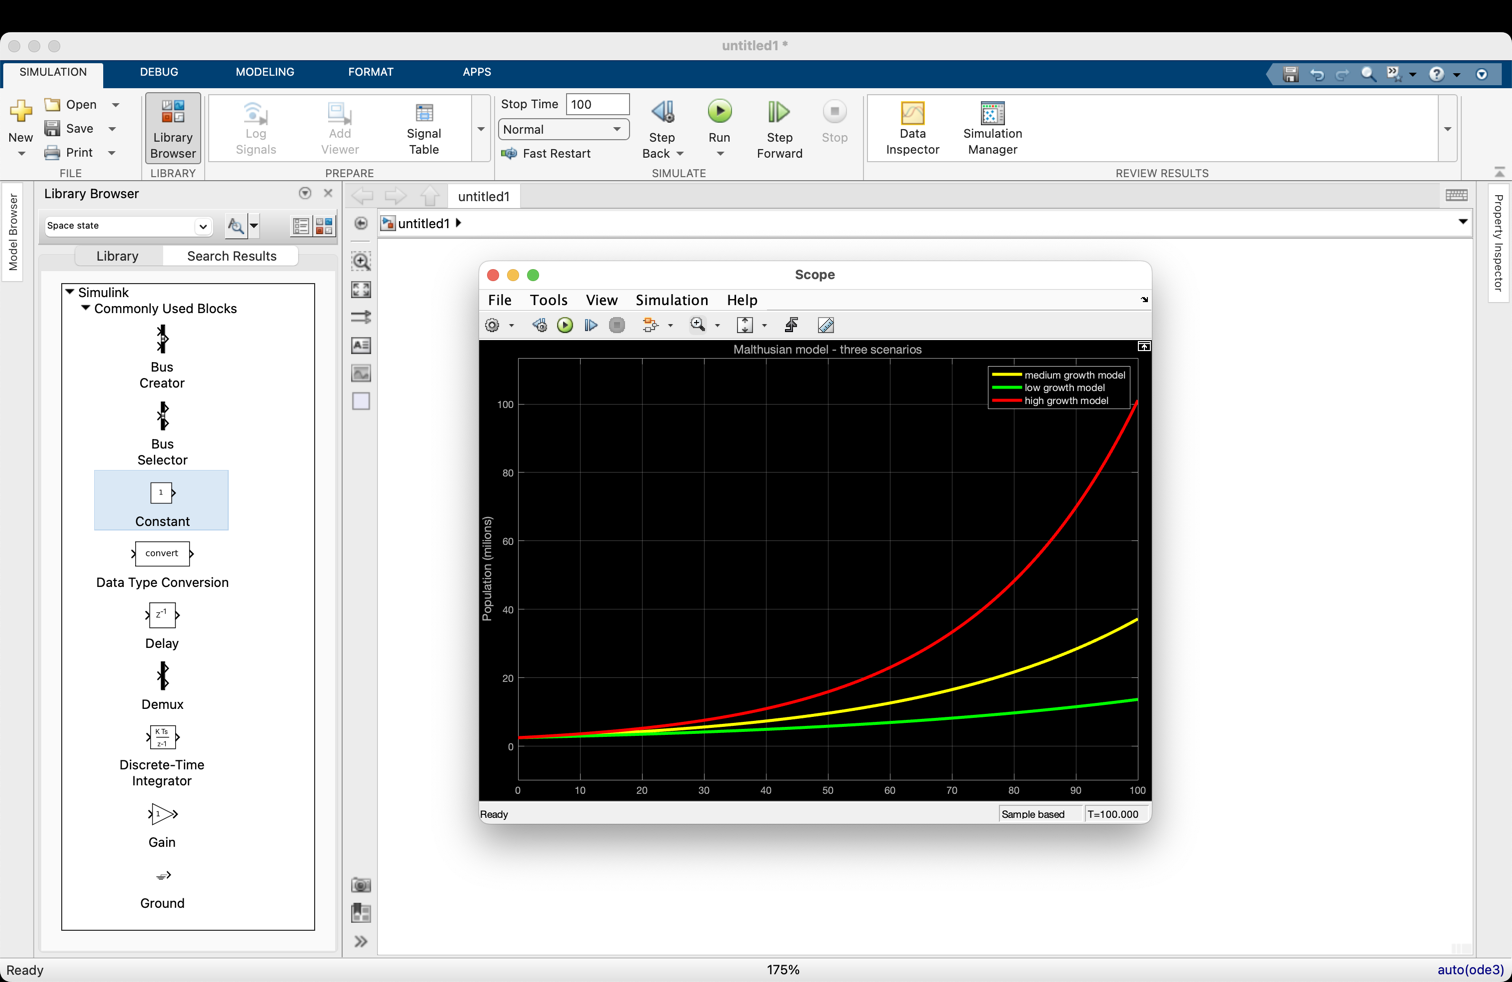 untitled1 *
SIMULATION DEBUG MODELING FORMAT APPS
New
Open
Save
Print
FILE
Library
Browser
LIBRARY
Log
Signals
Add
Viewer
Signal
Table
PREPARE
Stop Time 100
Normal
Fast Restart
Step
Back
Run
Step
Forward
Stop
SIMULATE
Data
Inspector
Simulation
Manager
REVIEW RESULTS
Model Browser
Library Browser
Space state
Library Search Results
Simulink
Commonly Used Blocks
Bus
Creator
Bus
Selector
1
Constant
convert
Data Type Conversion
z-1
Delay
Demux
K Ts
z-1
Discrete-Time
Integrator
1
Gain
Ground
untitled1
untitled1
Property Inspector
Scope
File Tools View Simulation Help
Malthusian model - three scenarios
medium growth model
low growth model
high growth model
Population (milions)
100
80
60
40
20
0
0 10 20 30 40 50 60 70 80 90 100
Ready Sample based T=100.000
Ready 175% auto(ode3)